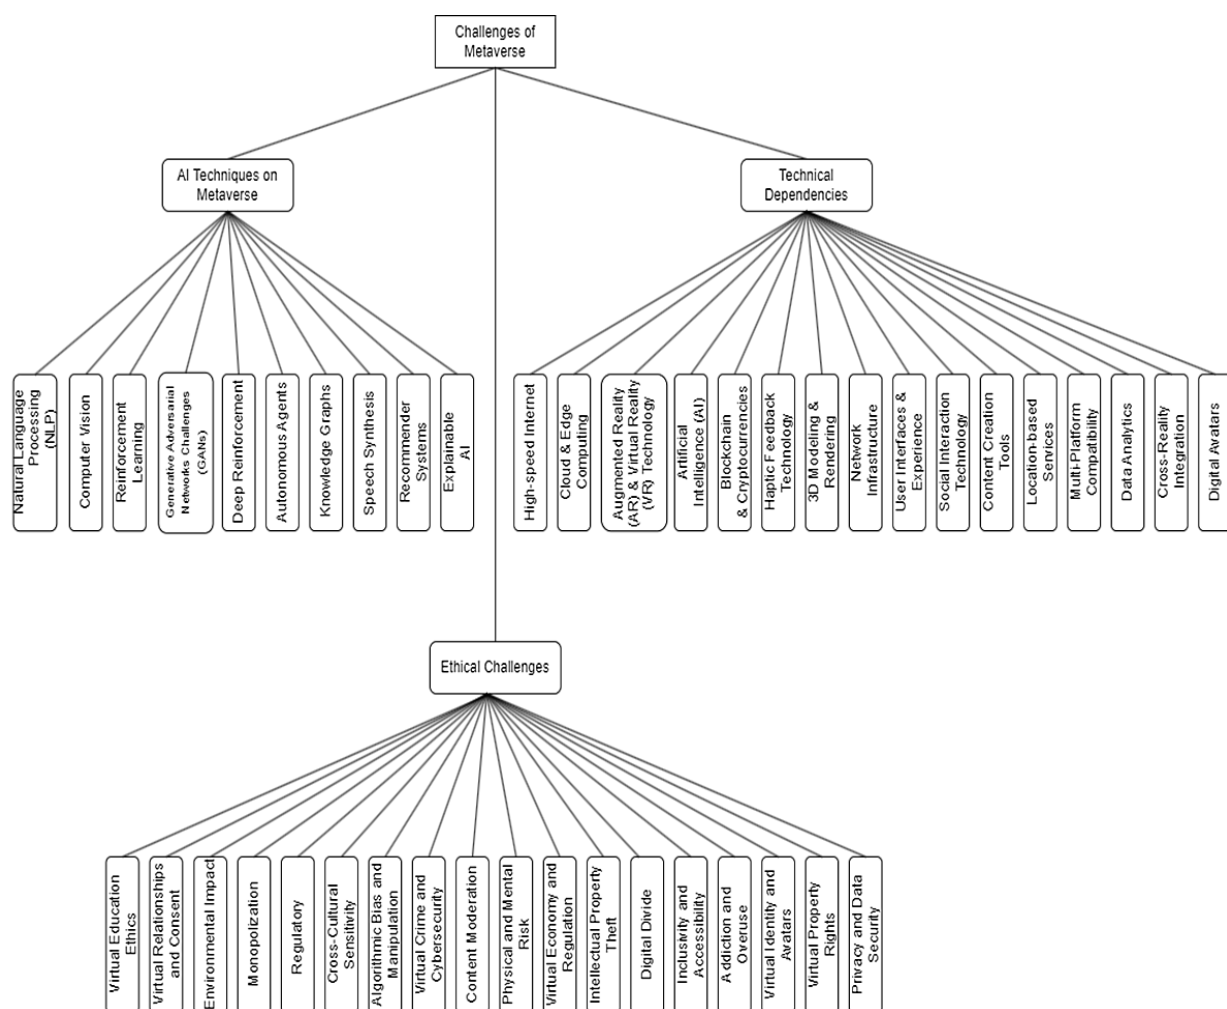 Challenges of
Metaverse
AI Techniques on
Metaverse
Technical
Dependencies
Natural Language
Processing
(NLP)
Computer Vision
Reinforcement
Learning
Generative Adversaria
Networks Challenges
(GANs)
Deep Reinforcement
Autonomous Agents
Knowledge Graphs
Speech Synthesis
Recommender
Systems
Explainable
AI
High-speed Internet
Cloud & Edge
Computing
Augmented Reality
(AR) & Virtual Reality
(VR) Technology
Artificial
Intelligence (AI)
Blockchain
& Cryptocurrencies
Haptic Feedback
Technology
3D Modeling &
Rendering
Network
Infrastructure
User Interfaces &
Experience
Social Interaction
Technology
Content Creation
Tools
Location-based
Services
Multi-Platform
Compatibility
Data Analytics
Cross-Reality
Integration
Digital Avatars
Ethical Challenges
Virtual Education
Ethics
Virtual Relationships
and Consent
Environmental Impact
Monopolization
Regulatory
Cross-Cultural
Sensitivity
Algorithmic Bias and
Manipulation
Virtual Crime and
Cybersecurity
Content Moderation
Physical and Mental
Risk
Virtual Economy and
Regulation
Intellectual Property
Theft
Digital Divide
Inclusivity and
Accessibility
Addiction and
Overuse
Virtual Identity and
Avatars
Virtual Property
Rights
Privacy and Data
Security